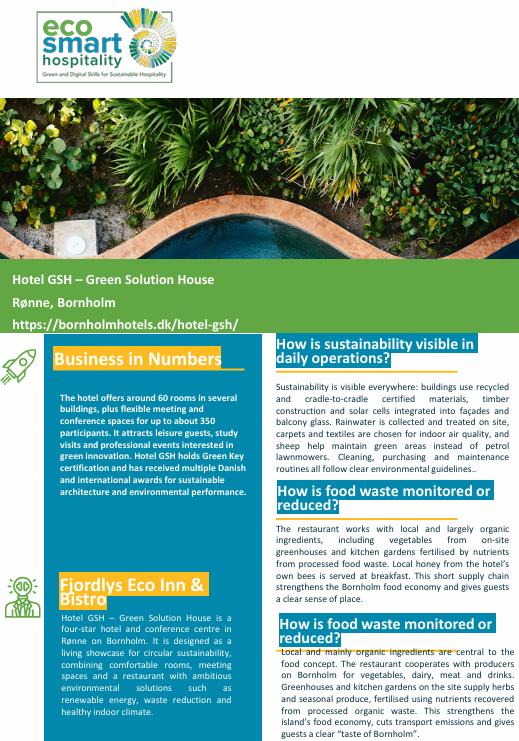 eco
smart
hospitality
Green and Digital Skills for Sustainable Hospitality
Hotel GSH – Green Solution House
Rønne, Bornholm
https://bornholmhotels.dk/hotel-gsh/
Business in Numbers
The hotel offers around 60 rooms in several
buildings, plus flexible meeting and
conference spaces for up to about 350
participants. It attracts leisure guests, study
visits and professional events interested in
green innovation. Hotel GSH holds Green Key
certification and has received multiple Danish
and international awards for sustainable
architecture and environmental performance.
Fjordlys Eco Inn &
Bistro
Hotel GSH – Green Solution House is a
four-star hotel and conference centre in
Rønne on Bornholm. It is designed as a
living showcase for circular sustainability,
combining comfortable rooms, meeting
spaces and a restaurant with ambitious
environmental solutions such as
renewable energy, waste reduction and
healthy indoor climate.
How is sustainability visible in
daily operations?
Sustainability is visible everywhere: buildings use recycled
and cradle-to-cradle certified materials, timber
construction and solar cells integrated into façades and
balcony glass. Rainwater is collected and treated on site,
carpets and textiles are chosen for indoor air quality, and
sheep help maintain green areas instead of petrol
lawnmowers. Cleaning, purchasing and maintenance
routines all follow clear environmental guidelines..
How is food waste monitored or
reduced?
The restaurant works with local and largely organic
ingredients, including vegetables from on-site
greenhouses and kitchen gardens fertilised by nutrients
from processed food waste. Local honey from the hotel's
own bees is served at breakfast. This short supply chain
strengthens the Bornholm food economy and gives guests
a clear sense of place.
How is food waste monitored or
reduced?
Local and mainly organic ingredients are central to the
food concept. The restaurant cooperates with producers
on Bornholm for vegetables, dairy, meat and drinks.
Greenhouses and kitchen gardens on the site supply herbs
and seasonal produce, fertilised using nutrients recovered
from processed organic waste. This strengthens the
island's food economy, cuts transport emissions and gives
guests a clear "taste of Bornholm".